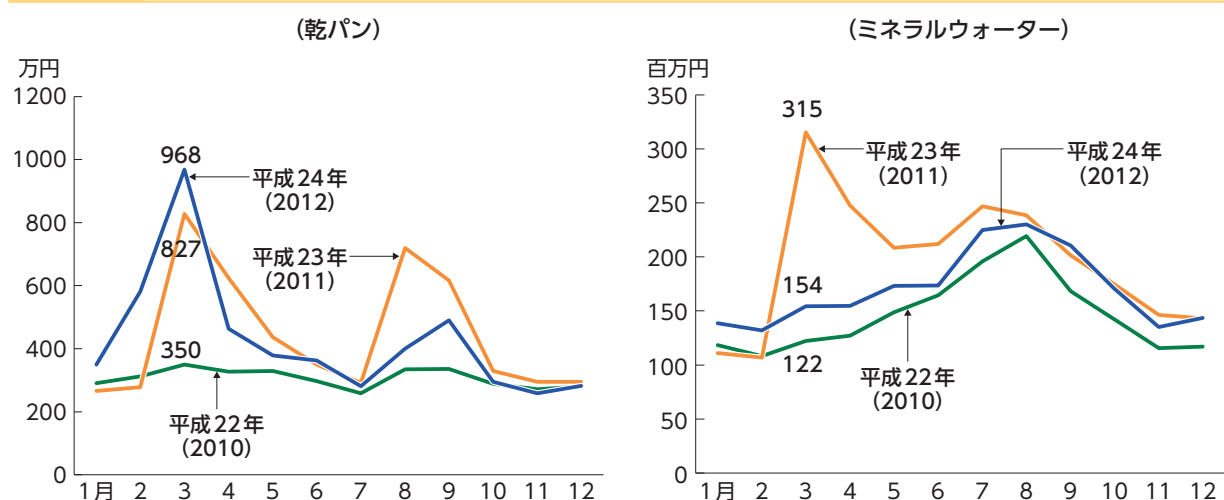 (乾パン)
万円
1200
1000
800
600
400
200
0
968
平成24年
(2012)
827
平成23年
(2011)
350
平成22年
(2010)
1月 2 3 4 5 6 7 8 9 10 11 12
(ミネラルウォーター)
百万円
350
300
250
200
150
100
50
0
315
平成23年
(2011)
平成24年
(2012)
154
122
平成22年
(2010)
1月 2 3 4 5 6 7 8 9 10 11 12